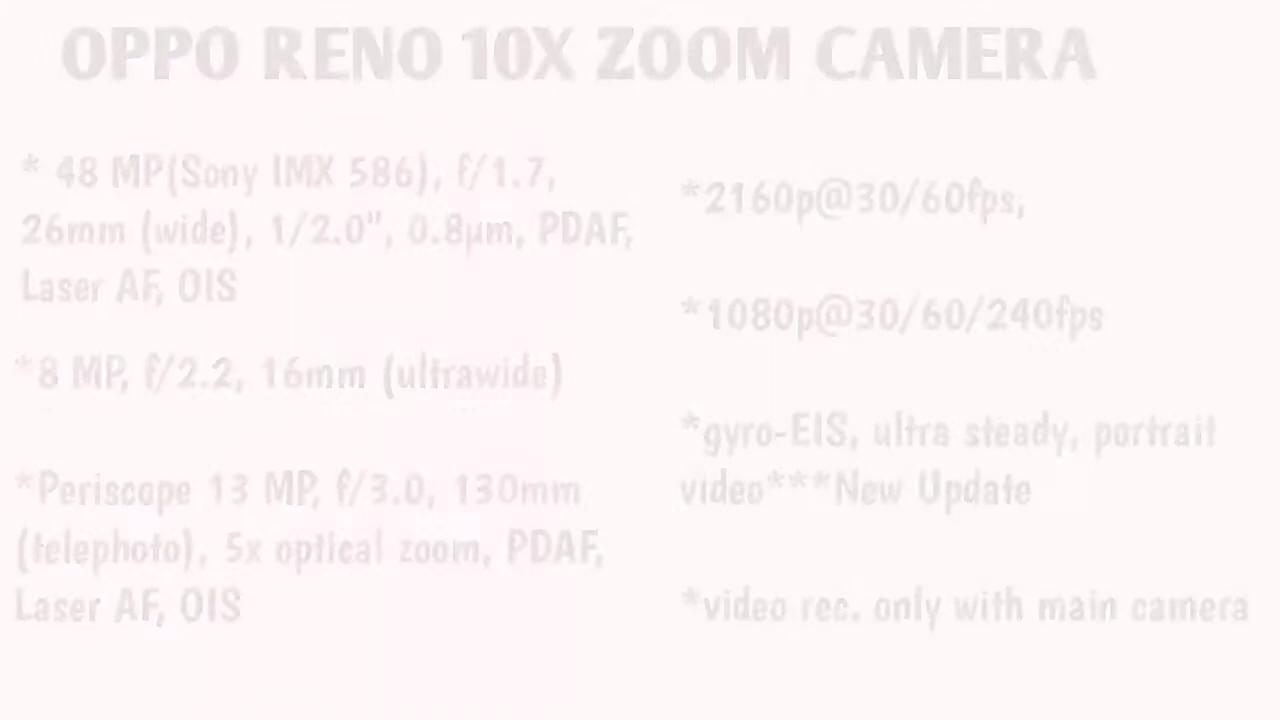 OPPO RENO 10X ZOOM CAMERA
* 48 MP(Sony IMX 586), f/1.7,
26mm (wide), 1/2.0", 0.8µm, PDAF,
Laser AF, OIS
*8 MP, f/2.2, 16mm (ultrawide)
*Periscope 13 MP, f/3.0, 130mm
(telephoto), 5x optical zoom, PDAF,
Laser AF, OIS
*2160p@30/60fps,
*1080p@30/60/240fps
*gyro-EIS, ultra steady, portrait
video***New Update
*video rec. only with main camera